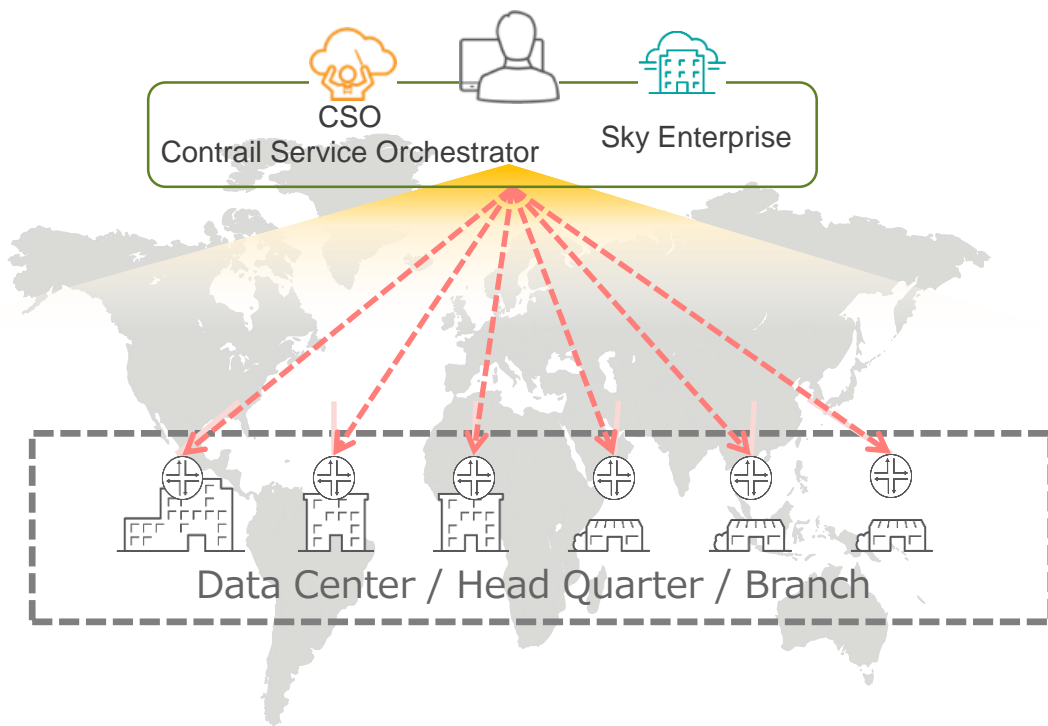 CSO
Contrail Service Orchestrator
Sky Enterprise
Data Center / Head Quarter / Branch